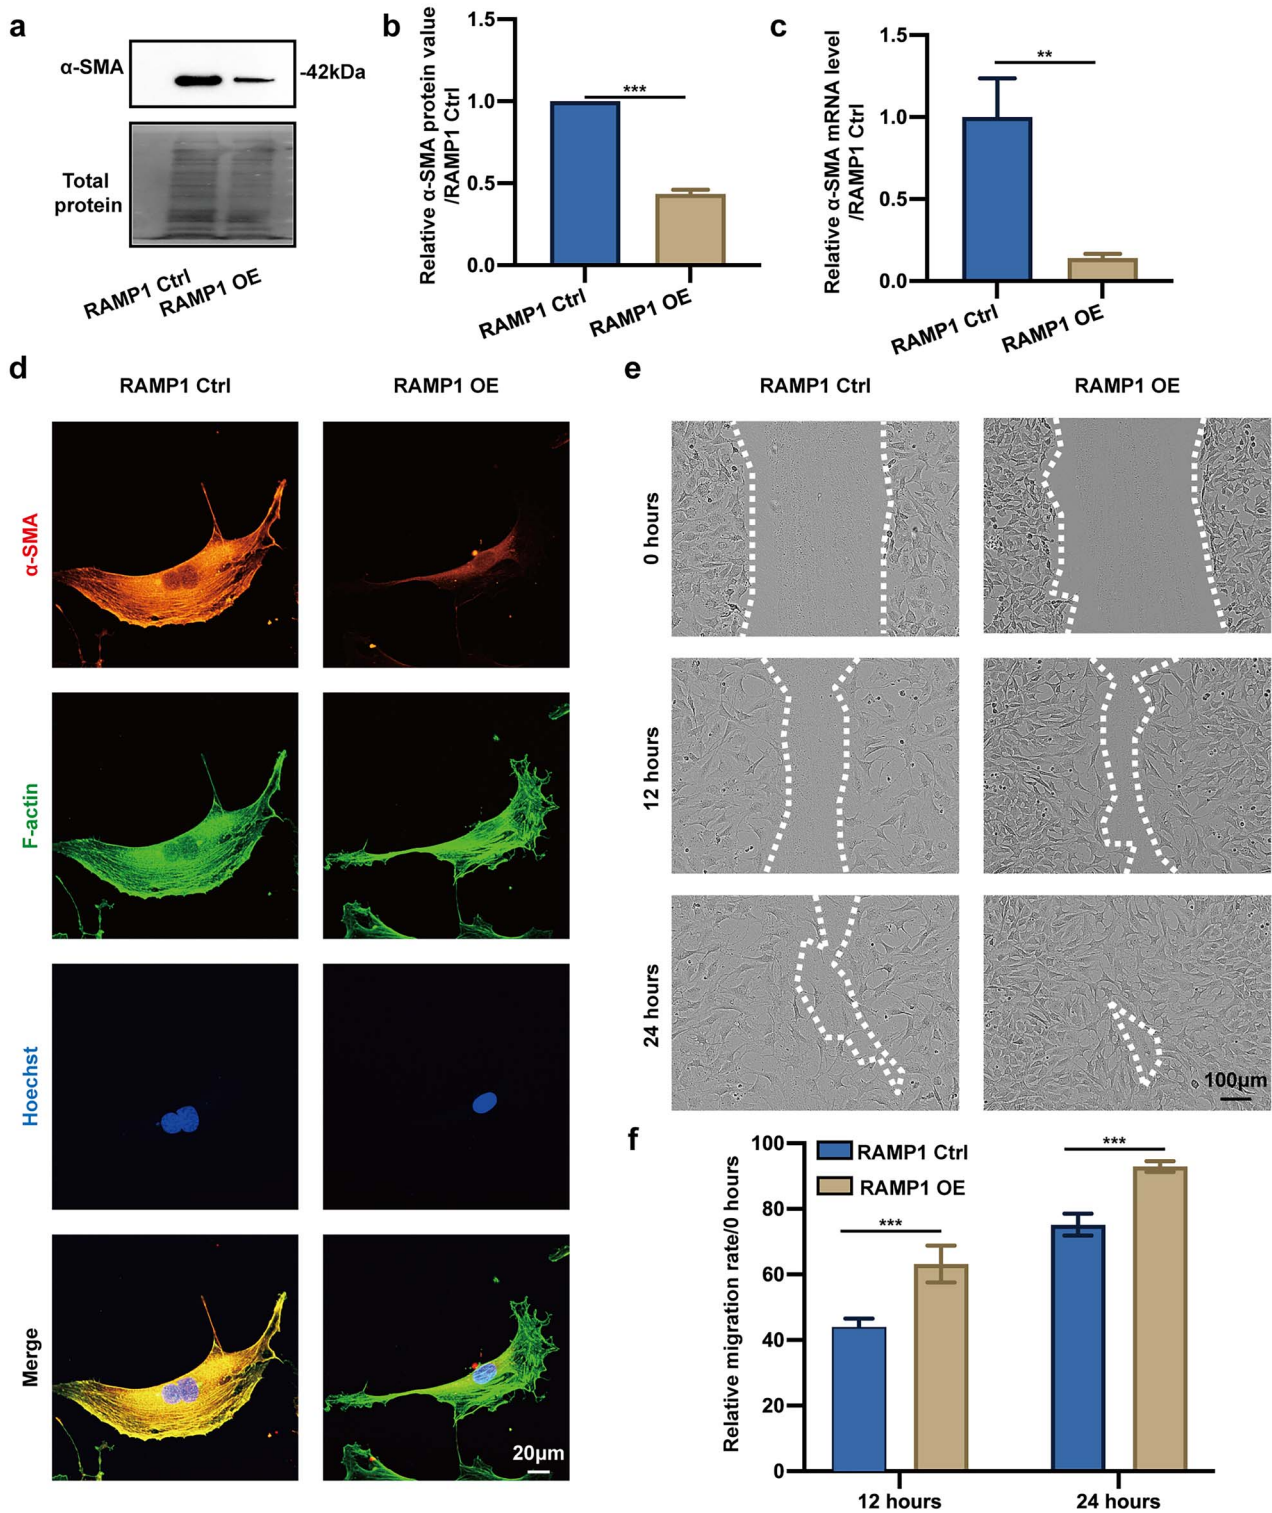 a
α-SMA
-42kDa
Total
protein
RAMP1 Ctrl
RAMP1 OE
b
Relative α-SMA protein value
/RAMP1 Ctrl
1.5
1.0
0.5
0.0
***
RAMP1 Ctrl
RAMP1 OE
c
Relative α-SMA mRNA level
/RAMP1 Ctrl
1.5
1.0
0.5
0.0
**
RAMP1 Ctrl
RAMP1 OE
d
RAMP1 Ctrl
RAMP1 OE
α-SMA
F-actin
Hoechst
Merge
20μm
e
RAMP1 Ctrl
RAMP1 OE
0 hours
12 hours
24 hours
100μm
f
Relative migration rate/0 hours
100
80
60
40
20
0
RAMP1 Ctrl
RAMP1 OE
***
***
12 hours
24 hours